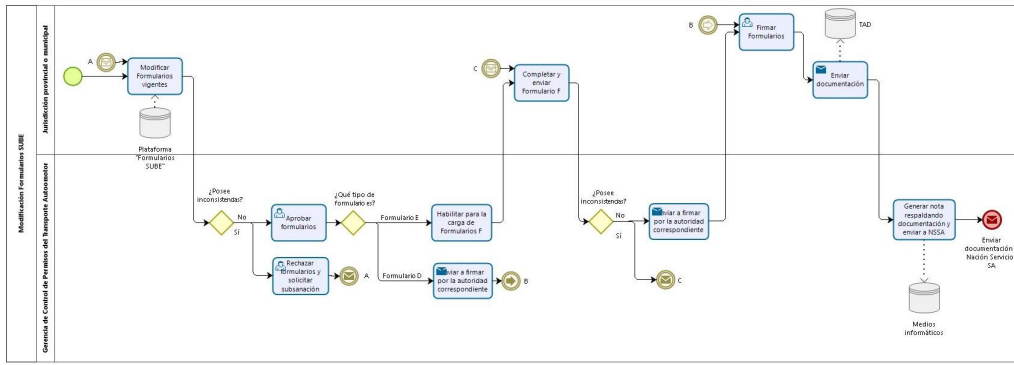 Modificación Formularios SUBE
Jurisdicción provincial o municipal
Gerencia de Control de Permisos del Transporte Autoomotor
A
Modificar
Formularios
vigentes
Plataforma
"Formularios
SUBE"
C
Completar y
enviar
Formulario F
B
Firmar
Formularios
TAD
Enviar
documentación
¿Posee
inconsistencias?
No
Sí
Aprobar
formularios
Rechazar
formularios y
solicitar
subsanación
A
¿Qué tipo de
formulario es?
Formulario E
Formulario D
Habilitar para la
carga de
Formularios F
Enviar a firmar
por la autoridad
correspondiente
B
¿Posee
inconsistencias?
No
Sí
Enviar a firmar
por la autoridad
correspondiente
C
Generar nota
respaldando
documentación y
enviar a NSSA
Medios
informáticos
Enviar
documentación
Nación Servicio
SA